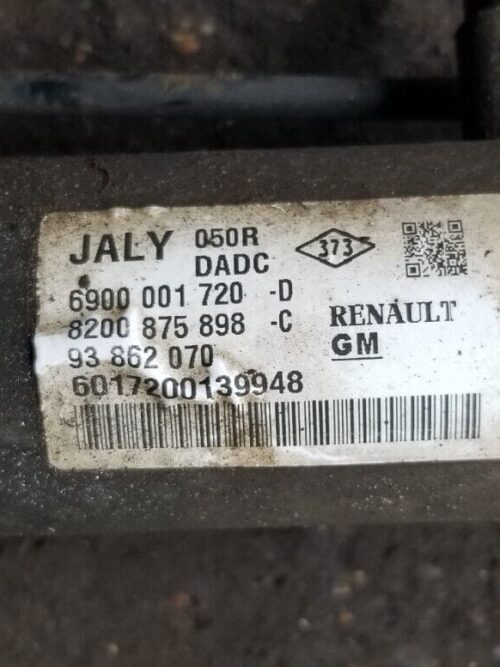 JALY 050R
DADC
373
6900 001 720 -D
8200 875 898 -C
93 862 070
RENAULT
GM
6017200139948